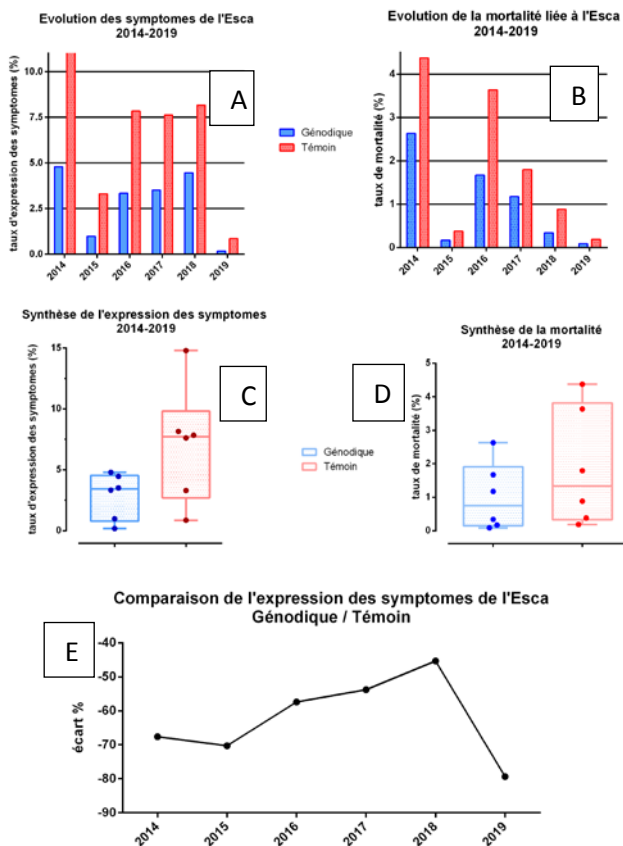 Evolution des symptomes de l'Esca
2014-2019
taux d'expression des symptomes (%)
10.0
7.5
5.0
2.5
0.0
A
2014
2015
2016
2017
2018
2019
Génodique
Témoin
Evolution de la mortalité liée à l'Esca
2014-2019
taux de mortalité (%)
4
3
2
1
0
B
2014
2015
2016
2017
2018
2019
Synthèse de l'expression des symptomes
2014-2019
taux d'expression des symptomes (%)
15
10
5
0
C
Génodique
Témoin
Synthèse de la mortalité
2014-2019
taux de mortalité (%)
5
4
3
2
1
0
D
Comparaison de l'expression des symptomes de l'Esca
Génodique / Témoin
E
écart %
-40
-50
-60
-70
-80
-90
2014
2015
2016
2017
2018
2019